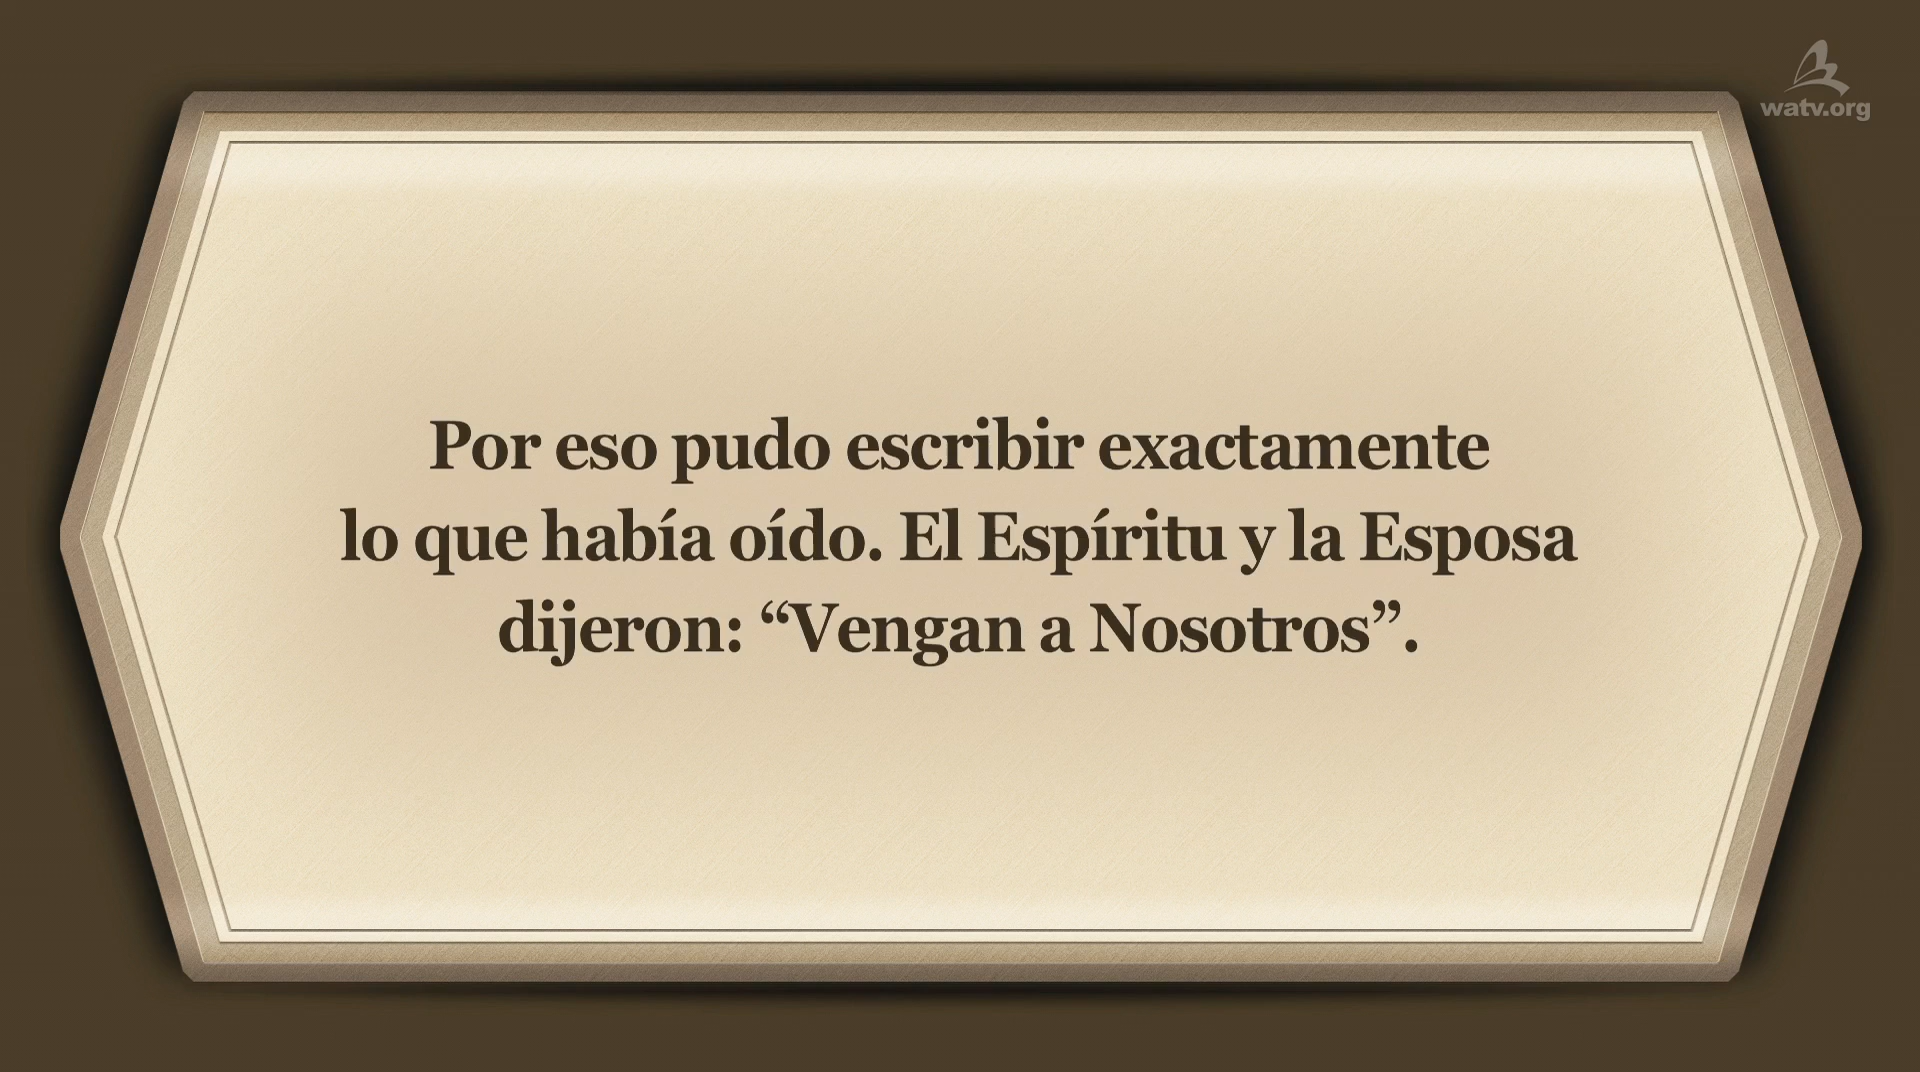 watv.org
Por eso pudo escribir exactamente
lo que había oído. El Espíritu y la Esposa
dijeron: “Vengan a Nosotros”.